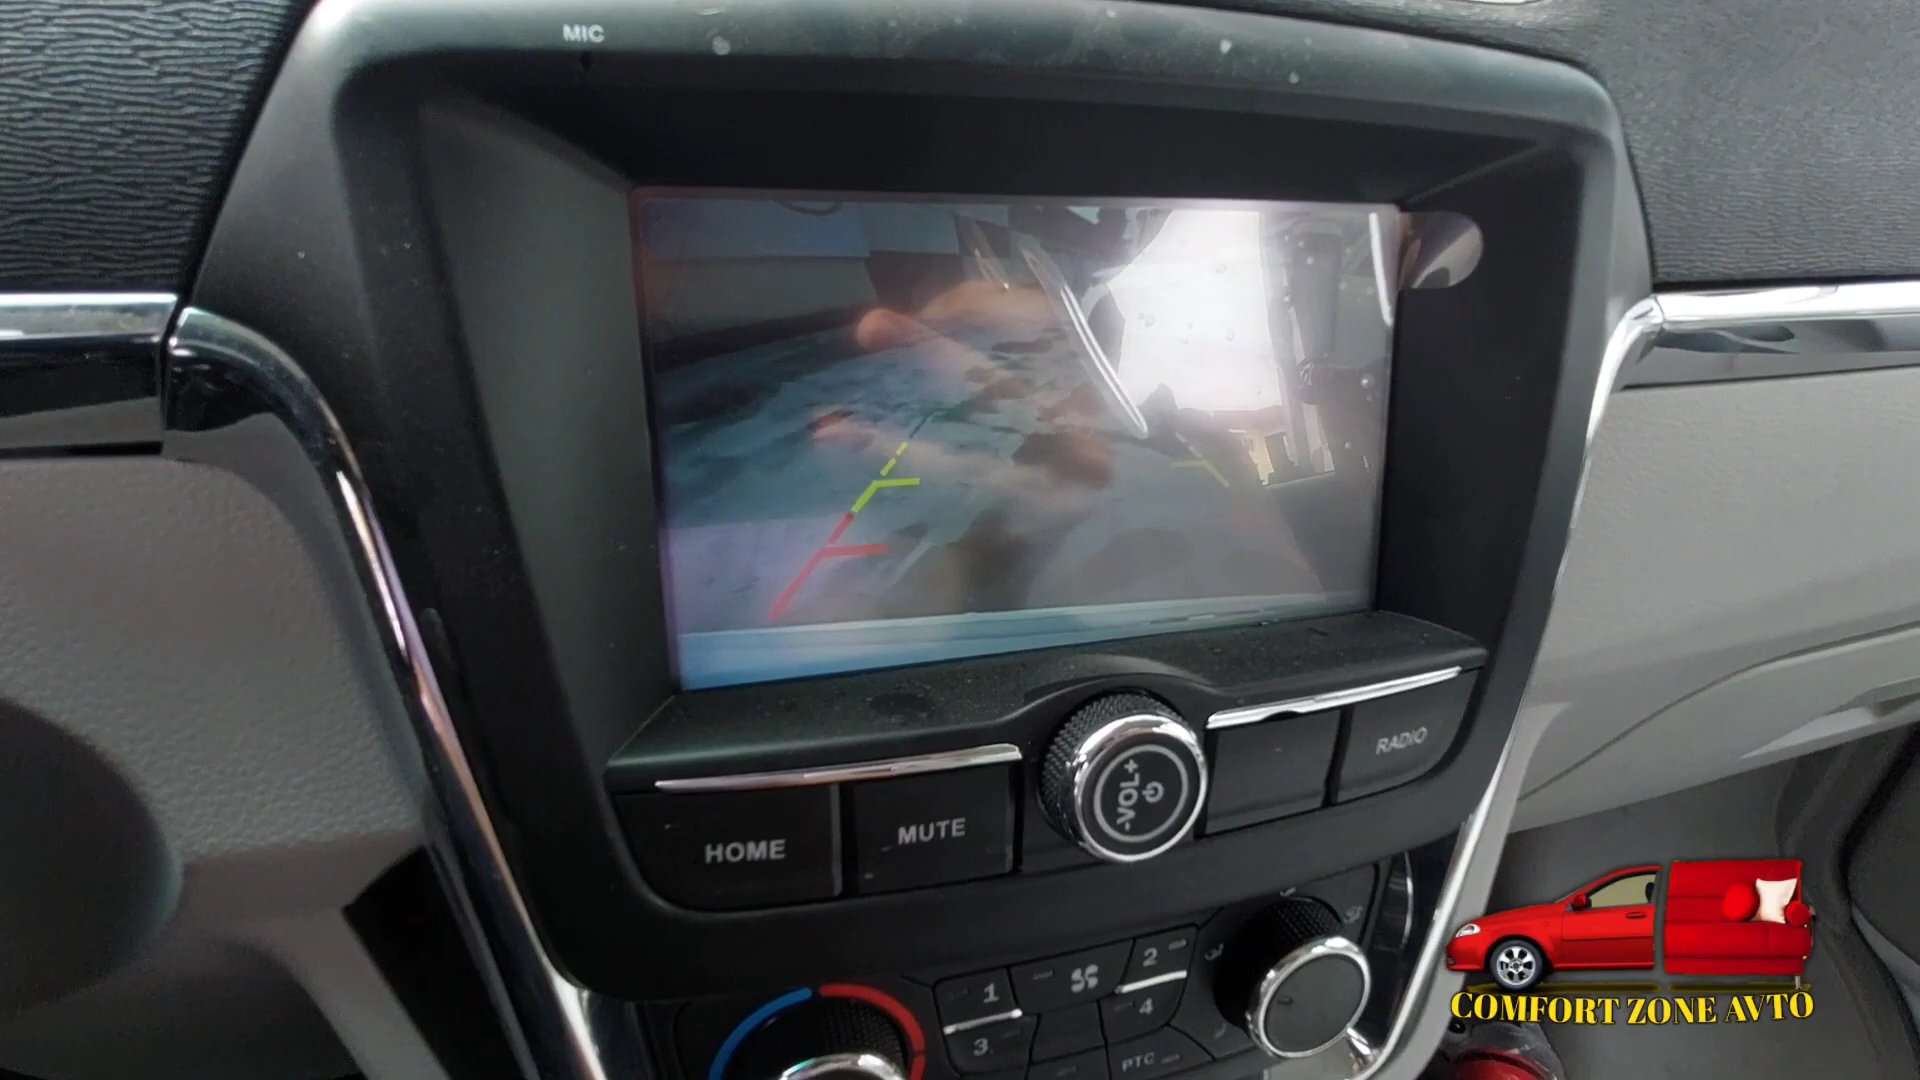 MIC
HOME
MUTE
-VOL+
RADIO
1
2
3
4
PTC
COMFORT ZONE AVTO